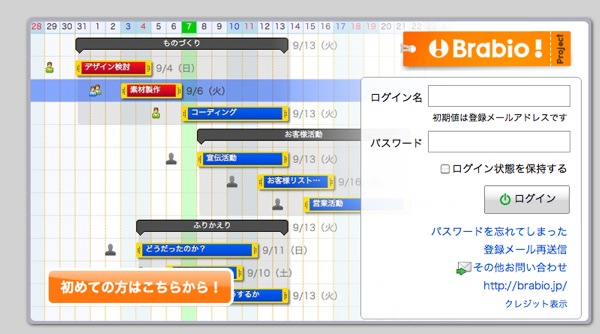 28 29 30 31 1 2 3 4 5 6 7 8 9 10 11 12 13 14 15 16 17 18 19 20 21 22
ものづくり 9/13（火）
デザイン検討 9/4（日）
素材製作 9/6（火）
コーディング 9/13（火）
お客様活動
宣伝活動 9/13（火）
お客様リスト… 9/16
営業活動
ふりかえり 9/13（火）
どうだったのか？ 9/11（日）
9/10（土）
するか 9/13（火）
初めての方はこちらから！
Brabio！
Project
ログイン名
初期値は登録メールアドレスです
パスワード
ログイン状態を保持する
ログイン
パスワードを忘れてしまった
登録メール再送信
その他お問い合わせ
http://brabio.jp/
クレジット表示